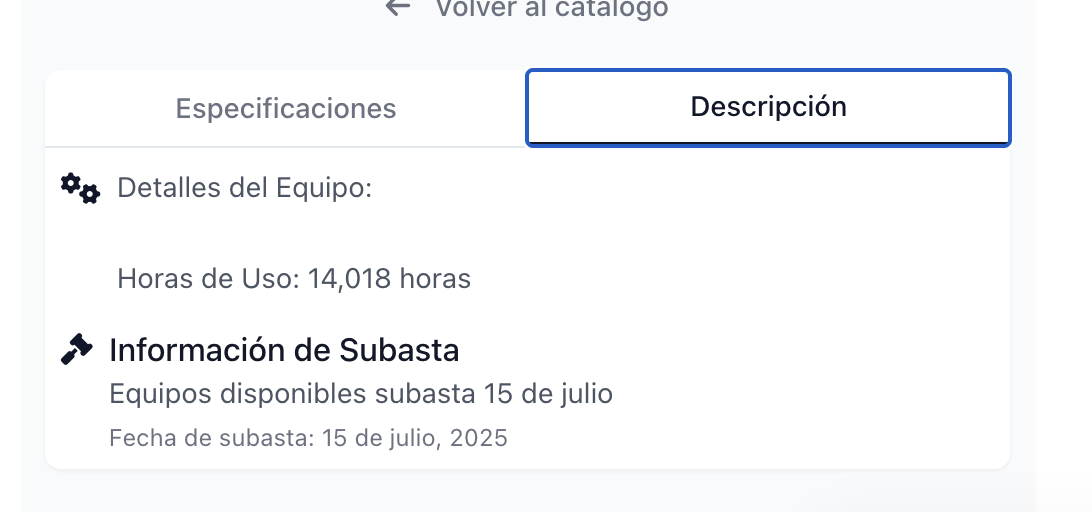 Volver al catálogo
Especificaciones
Descripción
Detalles del Equipo:
Horas de Uso: 14,018 horas
Información de Subasta
Equipos disponibles subasta 15 de julio
Fecha de subasta: 15 de julio, 2025